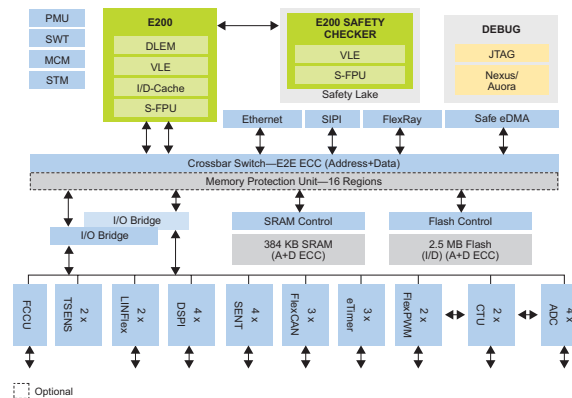 PMU
SWT
MCM
STM
E200
DLEM
VLE
I/D-Cache
S-FPU
E200 SAFETY
CHECKER
VLE
S-FPU
Safety Lake
DEBUG
JTAG
Nexus/
Auora
Ethernet
SIPI
FlexRay
Safe eDMA
Crossbar Switch—E2E ECC (Address+Data)
Memory Protection Unit—16 Regions
I/O Bridge
I/O Bridge
SRAM Control
384 KB SRAM
(A+D ECC)
Flash Control
2.5 MB Flash
(I/D) (A+D ECC)
FCCU
2 x
TSENS
2 x
LINFlex
4 x
DSPI
4 x
SENT
3 x
FlexCAN
3 x
eTimer
2 x
FlexPWM
2 x
CTU
4 x
ADC
Optional